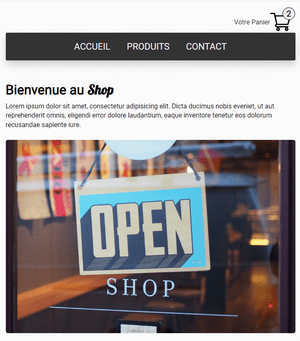 Votre Panier 2
ACCUEIL PRODUITS CONTACT
Bienvenue au Shop
Lorem ipsum dolor sit amet, consectetur adipisicing elit. Dicta ducimus nobis eveniet, ut aut
reprehenderit omnis, eligendi error dolore laudantium, eaque inventore tenetur eos dolorum
recusandae sapiente iure.
OPEN
SHOP